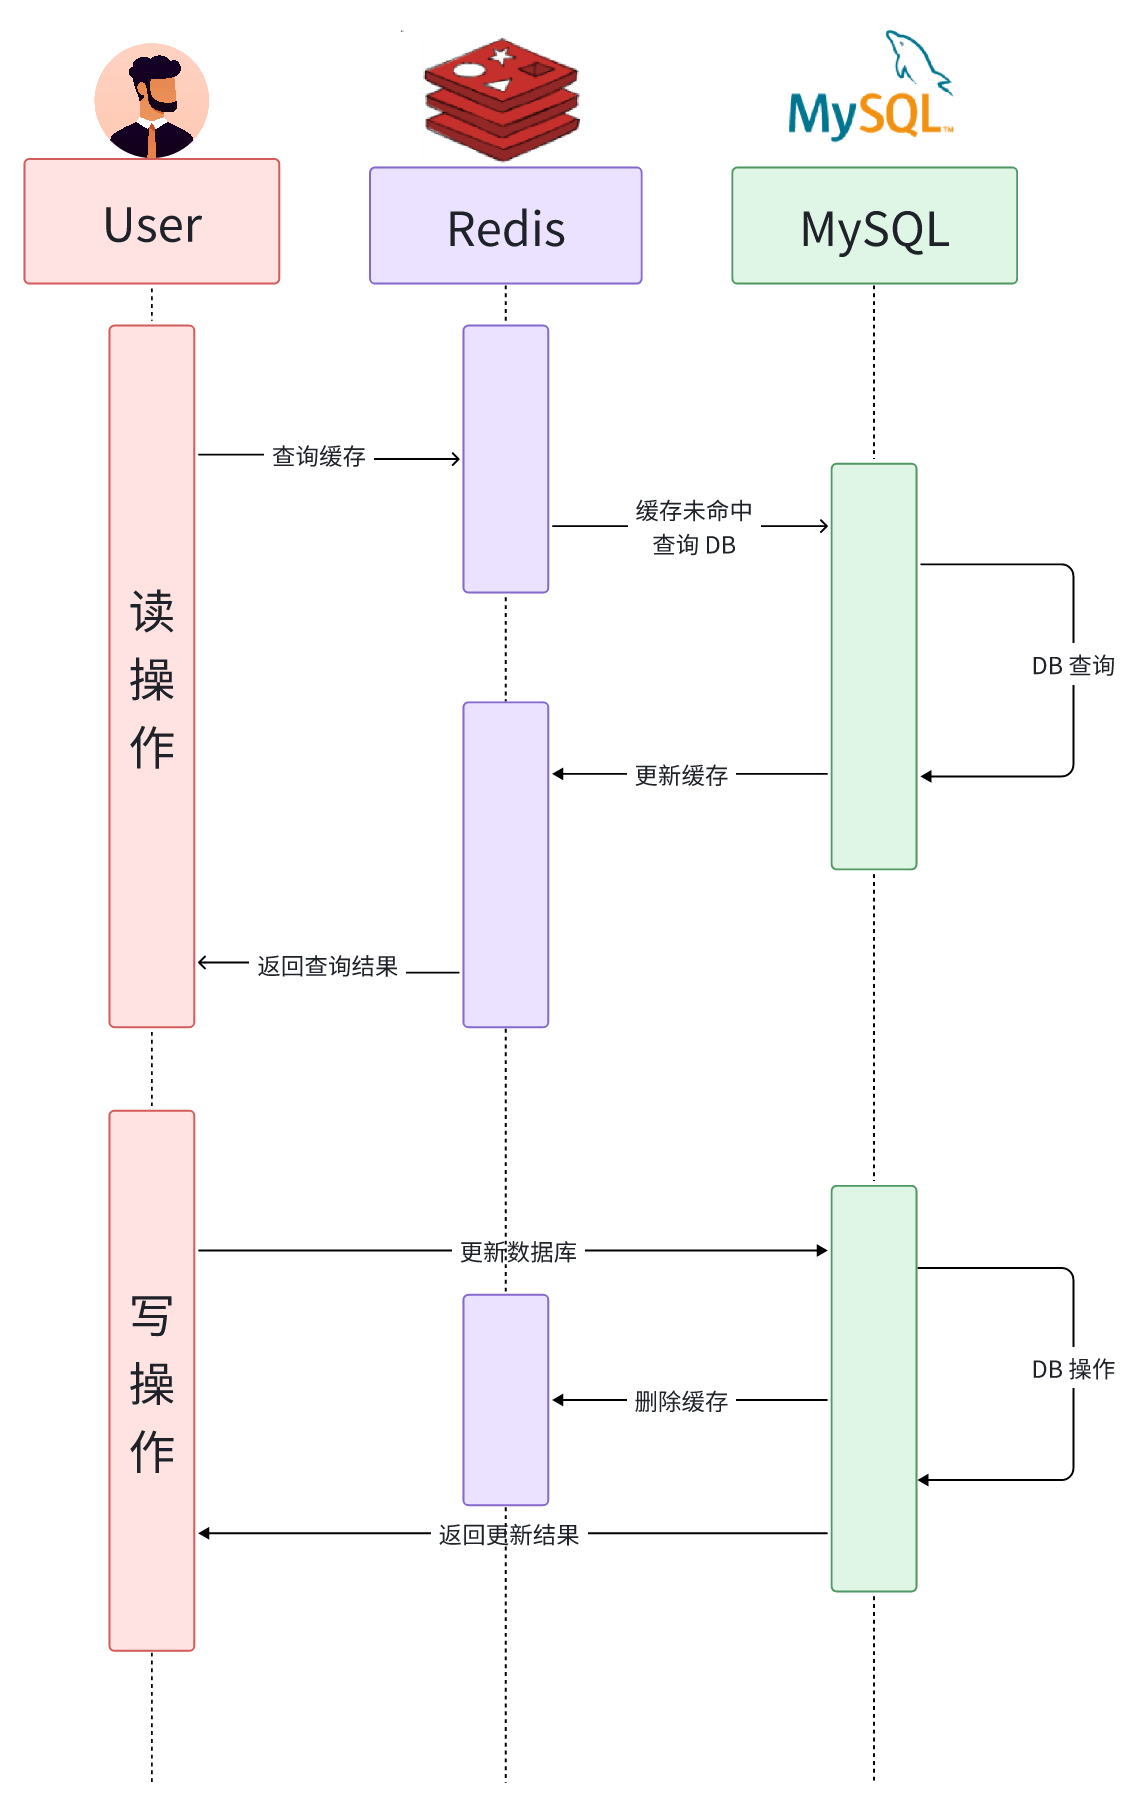 MySQL™
User
Redis
MySQL
查询缓存
缓存未命中
查询 DB
读
操
作
DB 查询
更新缓存
返回查询结果
更新数据库
写
操
作
DB 操作
删除缓存
返回更新结果